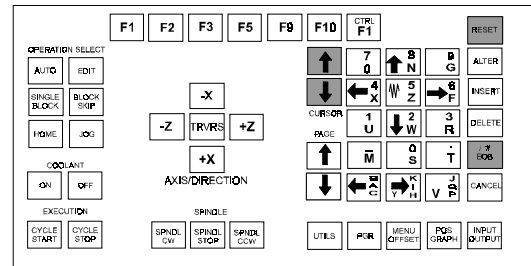 F1 F2 F3 F5 F9 F10 CTRL F1
RESET
OPERATION SELECT
AUTO EDIT
SINGLE BLOCK BLOCK SKIP
HOME JOG
COOLANT
ON OFF
EXECUTION
CYCLE START CYCLE STOP
-X
-Z TRVRS +Z
+X
AXIS/DIRECTION
SPINDLE
SPNDL CW SPINDL STOP SPNDL CCW
7 8 N 9 G ALTER
4 X 5 Z 6 F INSERT
CURSOR
1 U 2 W 3 R DELETE
PAGE
M 0 S . T / # EOB
Y K I H V J Q P CANCEL
UTILS PGR MENU OFFSET POS GRAPH INPUT OUTPUT